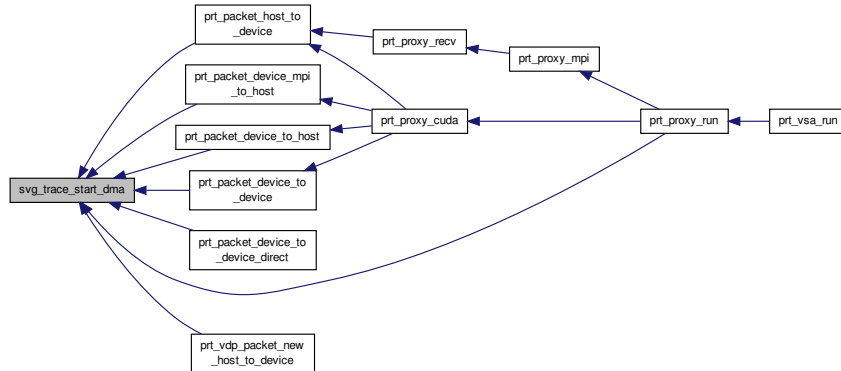 prt_packet_host_to
_device
prt_proxy_recv
prt_proxy_mpi
prt_packet_device_mpi
_to_host
prt_proxy_cuda
prt_proxy_run
prt_vsa_run
prt_packet_device_to_host
svg_trace_start_dma
prt_packet_device_to
_device
prt_packet_device_to
_device_direct
prt_vdp_packet_new
_host_to_device